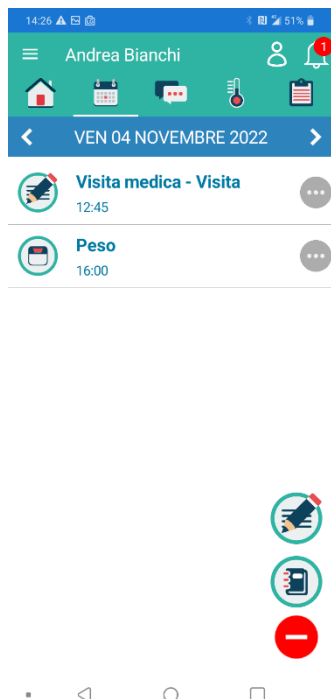 14:26 51%
Andrea Bianchi 1
VEN 04 NOVEMBRE 2022
Visita medica - Visita
12:45
Peso
16:00